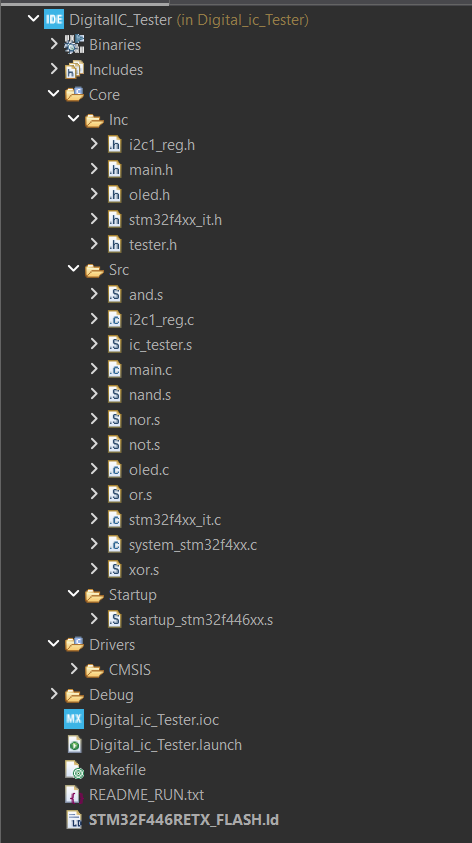 IDE DigitalIC_Tester (in Digital_ic_Tester)
Binaries
Includes
Core
Inc
.h i2c1_reg.h
.h main.h
.h oled.h
.h stm32f4xx_it.h
.h tester.h
Src
.S and.s
.c i2c1_reg.c
.S ic_tester.s
.c main.c
.S nand.s
.S nor.s
.S not.s
.c oled.c
.S or.s
.c stm32f4xx_it.c
.c system_stm32f4xx.c
.S xor.s
Startup
.S startup_stm32f446xx.s
Drivers
CMSIS
Debug
MX Digital_ic_Tester.ioc
Digital_ic_Tester.launch
Makefile
README_RUN.txt
STM32F446RETX_FLASH.ld